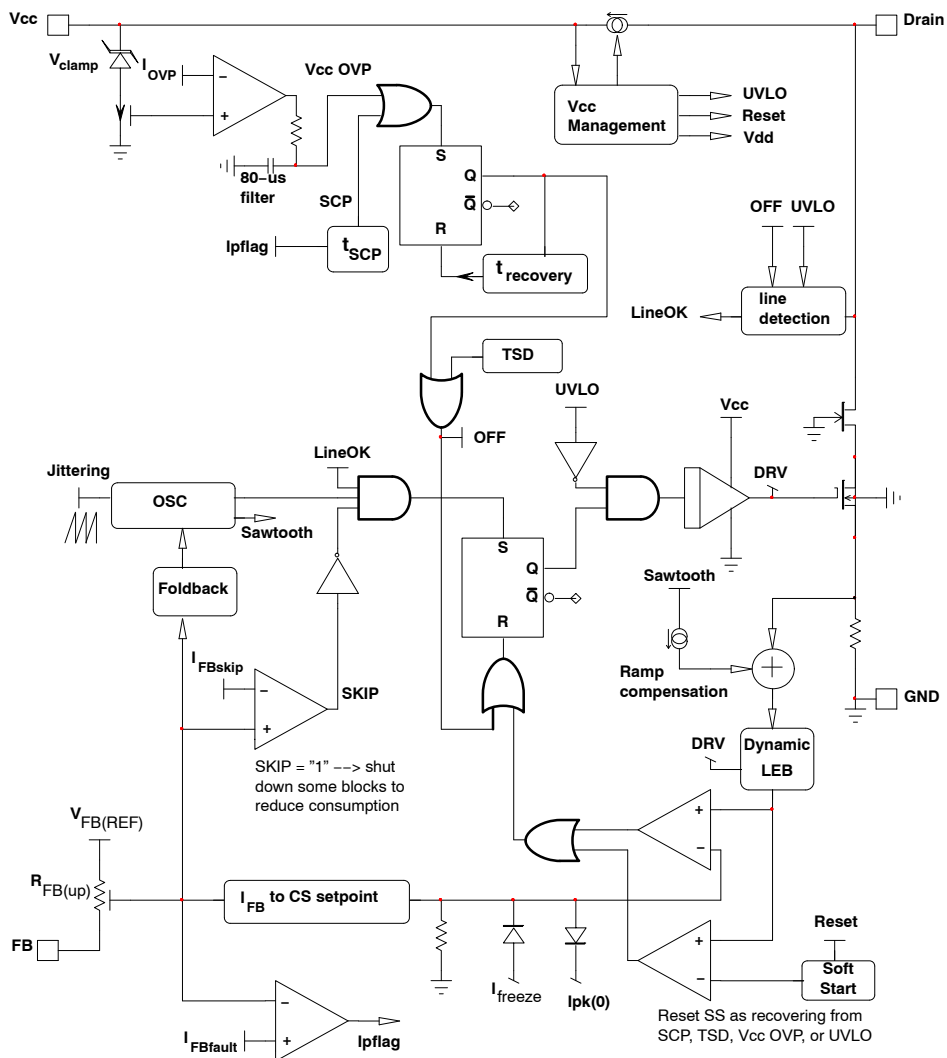 Vcc
Drain
Vclamp
IOVP
−
+
Vcc OVP
80−us
filter
SCP
Ipflag
tSCP
S
Q
Q̅
R
trecovery
Vcc
Management
UVLO
Reset
Vdd
OFF UVLO
LineOK
line
detection
TSD
OFF
UVLO
Vcc
DRV
LineOK
Jittering
OSC
Sawtooth
Foldback
S
Q
Q̅
R
Sawtooth
Ramp
compensation
+
GND
IFBskip
−
+
SKIP
SKIP = ”1” −−> shut
down some blocks to
reduce consumption
DRV
Dynamic
LEB
VFB(REF)
RFB(up)
FB
IFB to CS setpoint
+
−
Ifreeze
Ipk(0)
+
−
Reset
Soft
Start
Reset SS as recovering from
SCP, TSD, Vcc OVP, or UVLO
IFBfault
−
+
Ipflag